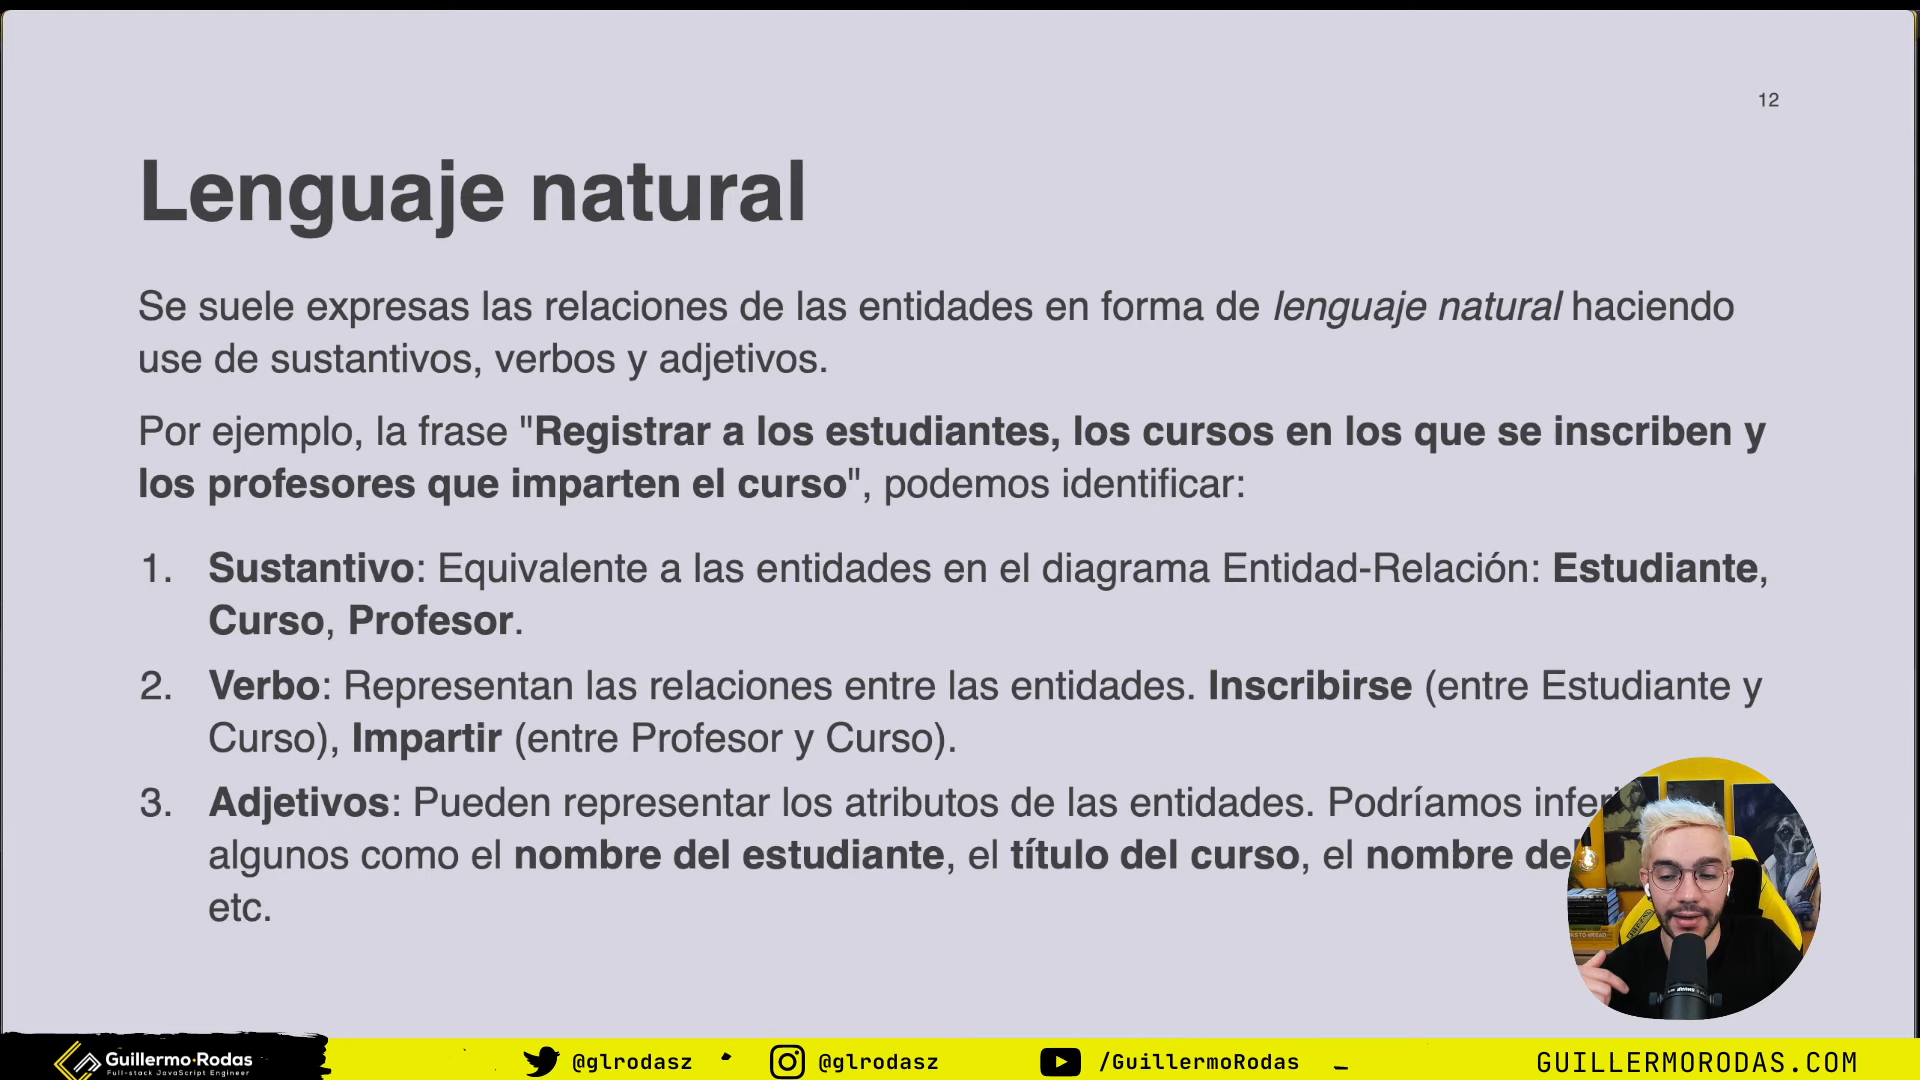 12
Lenguaje natural
Se suele expresas las relaciones de las entidades en forma de lenguaje natural haciendo
use de sustantivos, verbos y adjetivos.
Por ejemplo, la frase "Registrar a los estudiantes, los cursos en los que se inscriben y
los profesores que imparten el curso", podemos identificar:
1. Sustantivo: Equivalente a las entidades en el diagrama Entidad-Relación: Estudiante,
Curso, Profesor.
2. Verbo: Representan las relaciones entre las entidades. Inscribirse (entre Estudiante y
Curso), Impartir (entre Profesor y Curso).
3. Adjetivos: Pueden representar los atributos de las entidades. Podríamos
algunos como el nombre del estudiante, el título del curso, el nombre del
etc.
Guillermo Rodas
Full-stack JavaScript Engineer
@glrodasz
@glrodasz
/GuillermoRodas
GUILLERMORODAS.COM